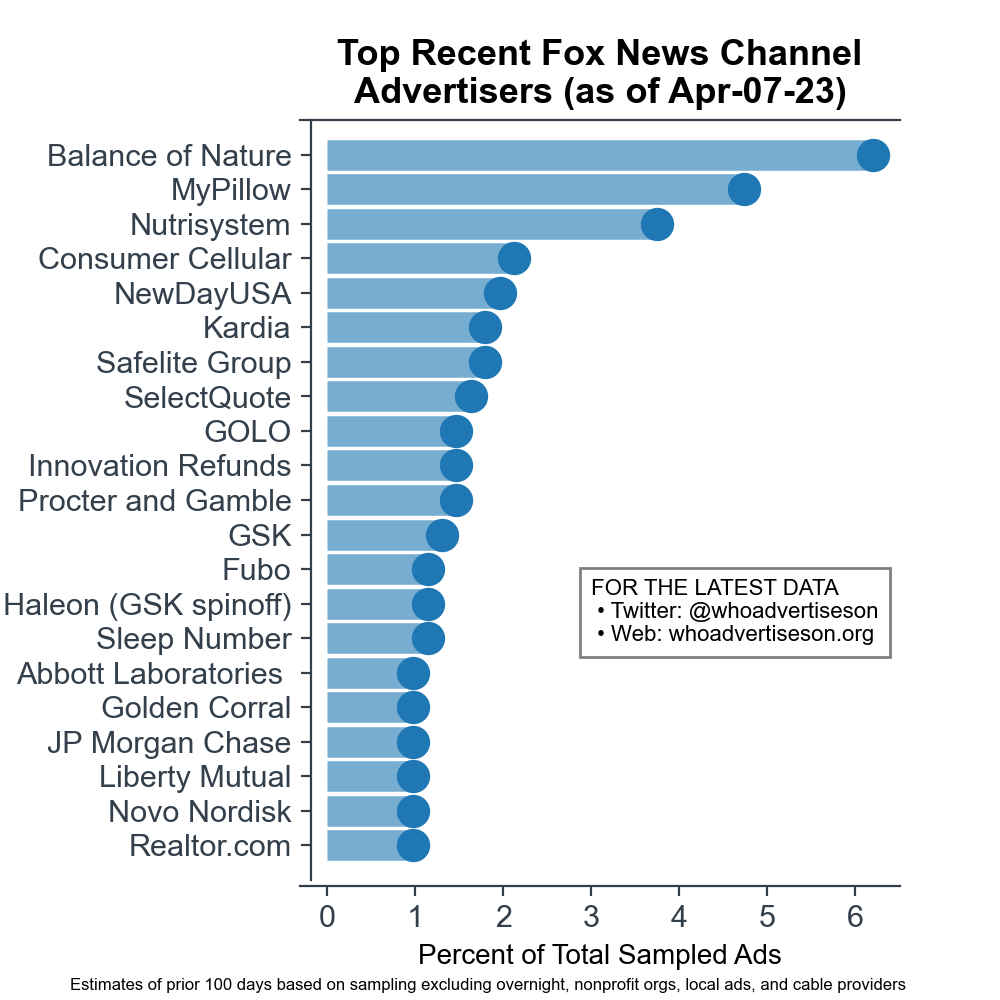 Top Recent Fox News Channel
Advertisers (as of Apr-07-23)
Balance of Nature
MyPillow
Nutrisystem
Consumer Cellular
NewDayUSA
Kardia
Safelite Group
SelectQuote
GOLO
Innovation Refunds
Procter and Gamble
GSK
Fubo
Haleon (GSK spinoff)
Sleep Number
Abbott Laboratories
Golden Corral
JP Morgan Chase
Liberty Mutual
Novo Nordisk
Realtor.com
FOR THE LATEST DATA
• Twitter: @whoadvertiseson
• Web: whoadvertiseson.org
0 1 2 3 4 5 6
Percent of Total Sampled Ads
Estimates of prior 100 days based on sampling excluding overnight, nonprofit orgs, local ads, and cable providers